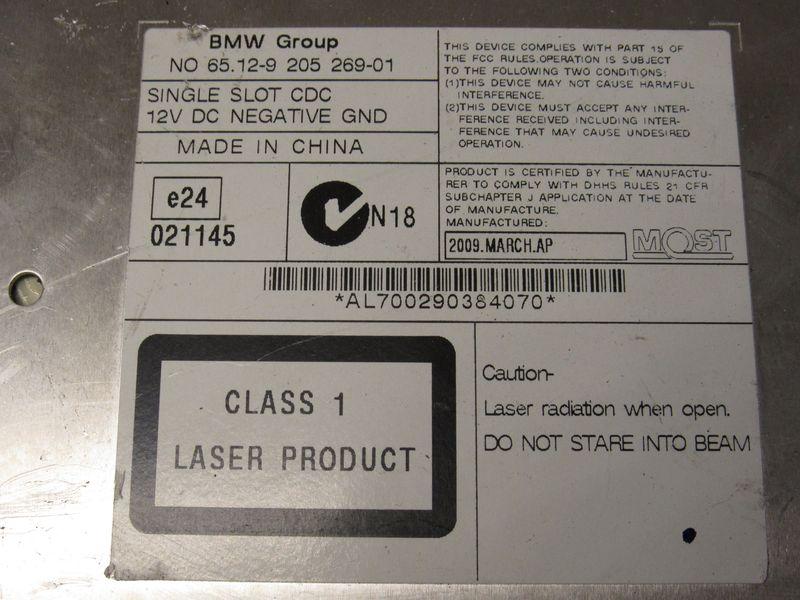 BMW Group
NO 65.12-9 205 269-01
SINGLE SLOT CDC
12V DC NEGATIVE GND
MADE IN CHINA
e24
021145
N18
THIS DEVICE COMPLIES WITH PART 15 OF
THE FCC RULES.OPERATION IS SUBJECT
TO THE FOLLOWING TWO CONDITIONS:
(1)THIS DEVICE MAY NOT CAUSE HARMFUL
INTERFERENCE.
(2)THIS DEVICE MUST ACCEPT ANY INTER-
FERENCE RECEIVED INCLUDING INTER-
FERENCE THAT MAY CAUSE UNDESIRED
OPERATION.
PRODUCT IS CERTIFIED BY THE MANUFACTU-
RER TO COMPLY WITH DHHS RULES 21 CFR
SUBCHAPTER J APPLICATION AT THE DATE
OF MANUFACTURE.
MANUFACTURED:
2009.MARCH.AP
MOST
*AL700290384070*
CLASS 1
LASER PRODUCT
Caution-
Laser radiation when open.
DO NOT STARE INTO BEAM